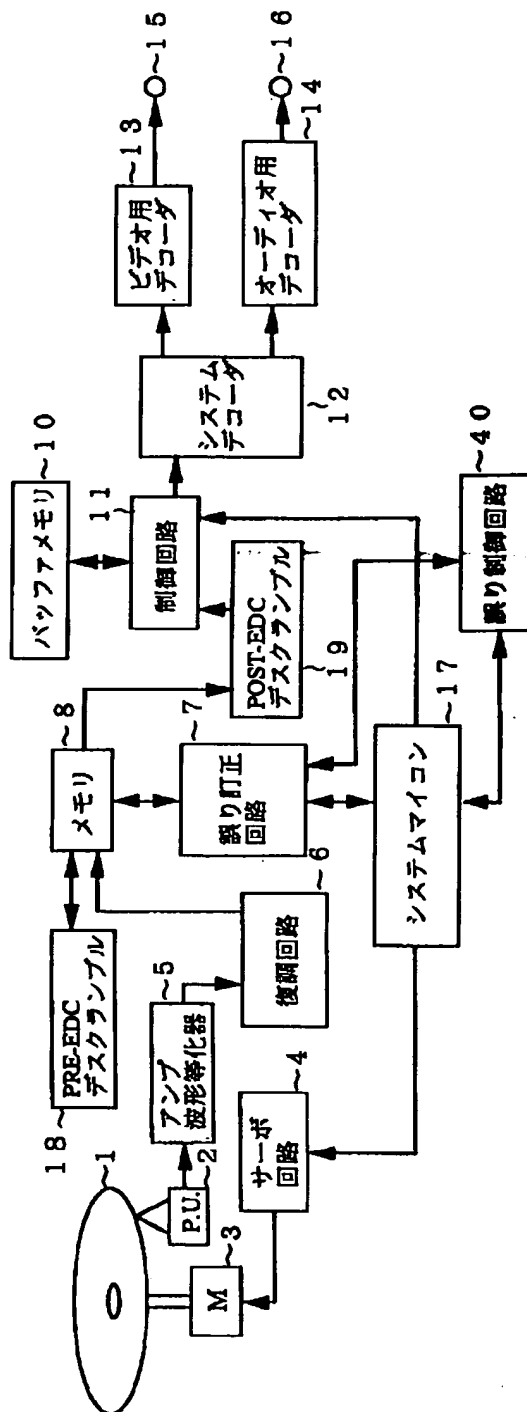 1
P.U.
2
M
3
サーボ
回路
4
アンプ
波形等化器
5
復調回路
6
PRE-EDC
デスクランブル
18
メモリ
8
誤り訂正
回路
7
POST-EDC
デスクランブル
19
バッファメモリ
10
制御回路
11
システム
デコーダ
12
ビデオ用
デコーダ
13
15
オーディオ用
デコーダ
14
16
システムマイコン
17
誤り制御回路
40